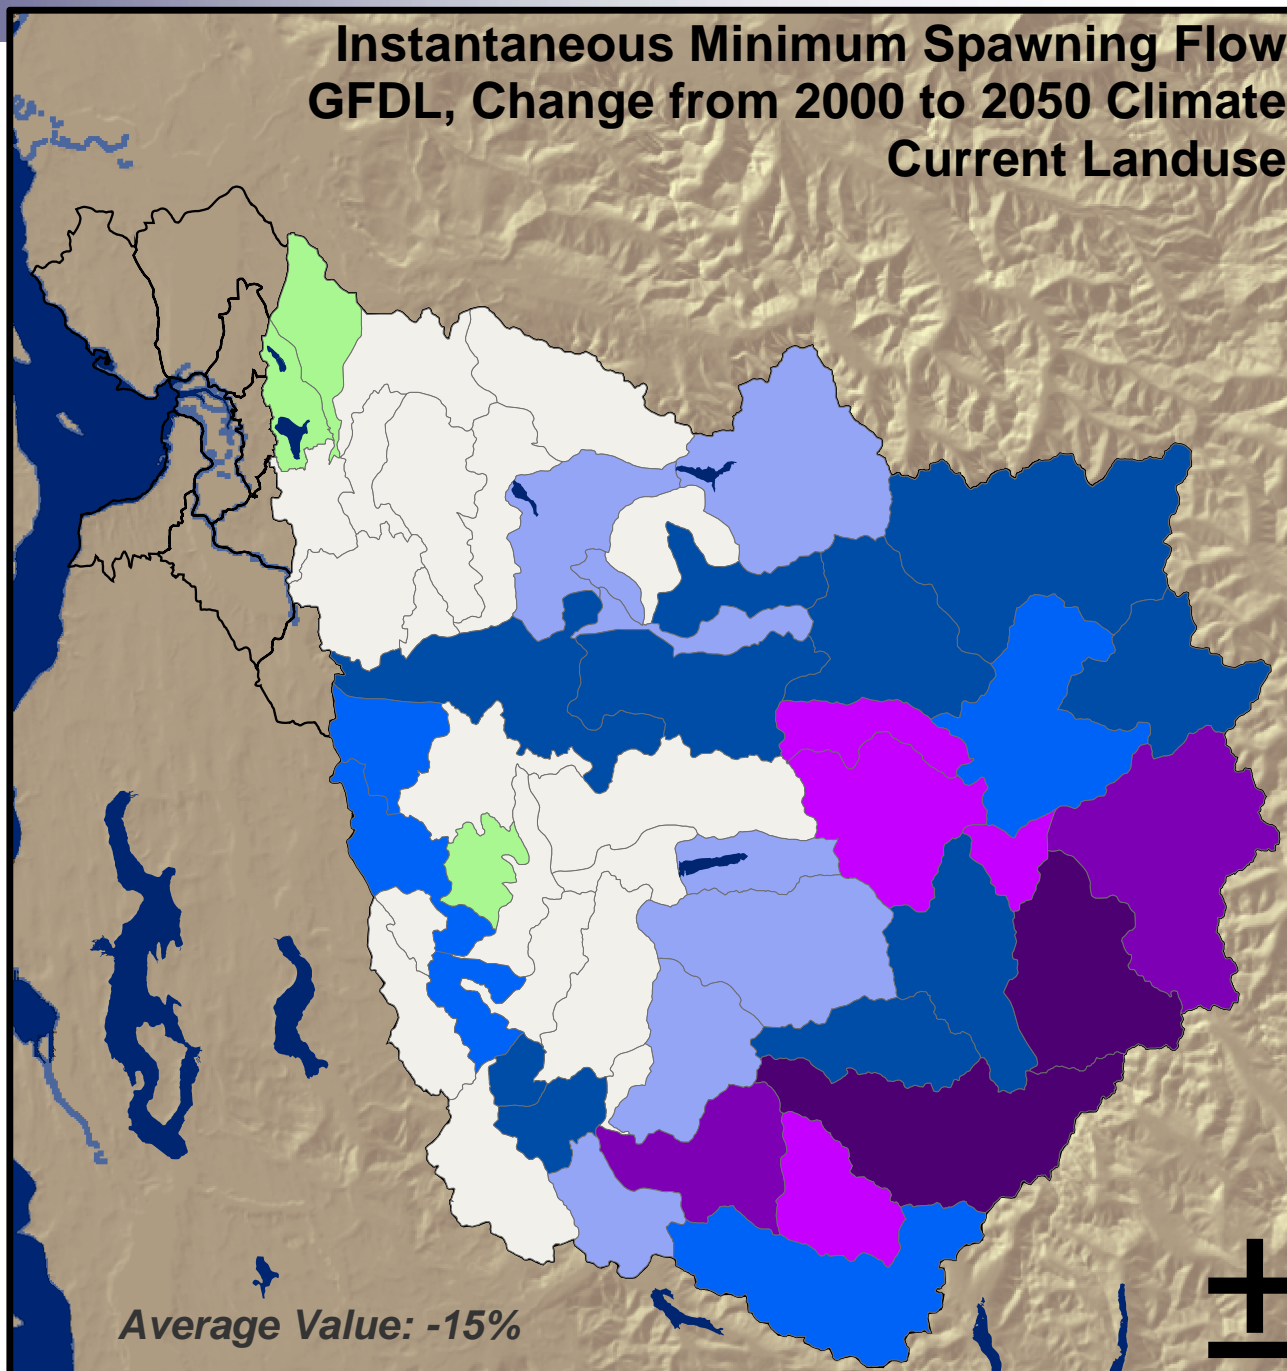 Instantaneous Minimum Spawning Flow
GFDL, Change from 2000 to 2050 Climate
Current Landuse
Average Value: -15%